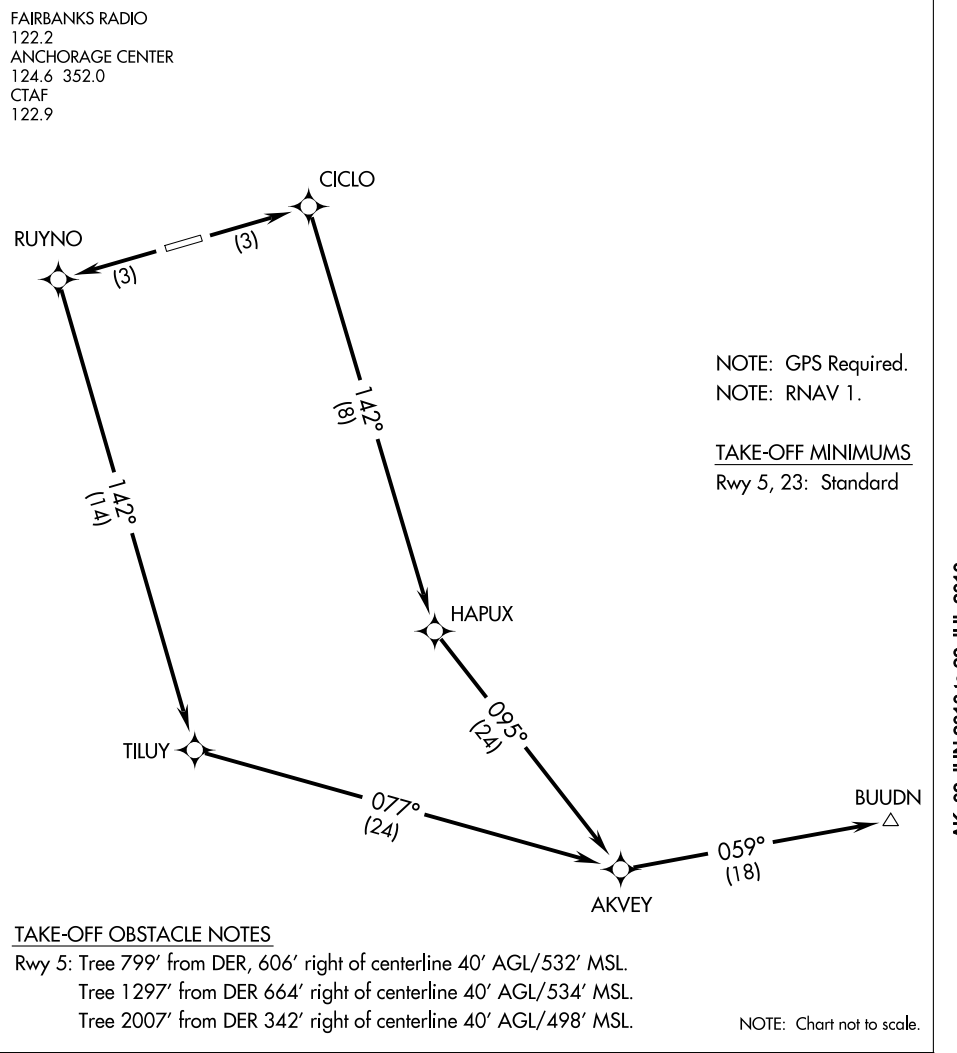 FAIRBANKS RADIO
122.2
ANCHORAGE CENTER
124.6 352.0
CTAF
122.9
CICLO
RUYNO
(3)
(3)
NOTE: GPS Required.
NOTE: RNAV 1.
142°
(8)
TAKE-OFF MINIMUMS
Rwy 5, 23: Standard
142°
(14)
HAPUX
095°
(24)
TILUY
077°
(24)
BUUDN
059°
(18)
AKVEY
TAKE-OFF OBSTACLE NOTES
Rwy 5: Tree 799' from DER, 606' right of centerline 40' AGL/532' MSL.
Tree 1297' from DER 664' right of centerline 40' AGL/534' MSL.
Tree 2007' from DER 342' right of centerline 40' AGL/498' MSL.
NOTE: Chart not to scale.